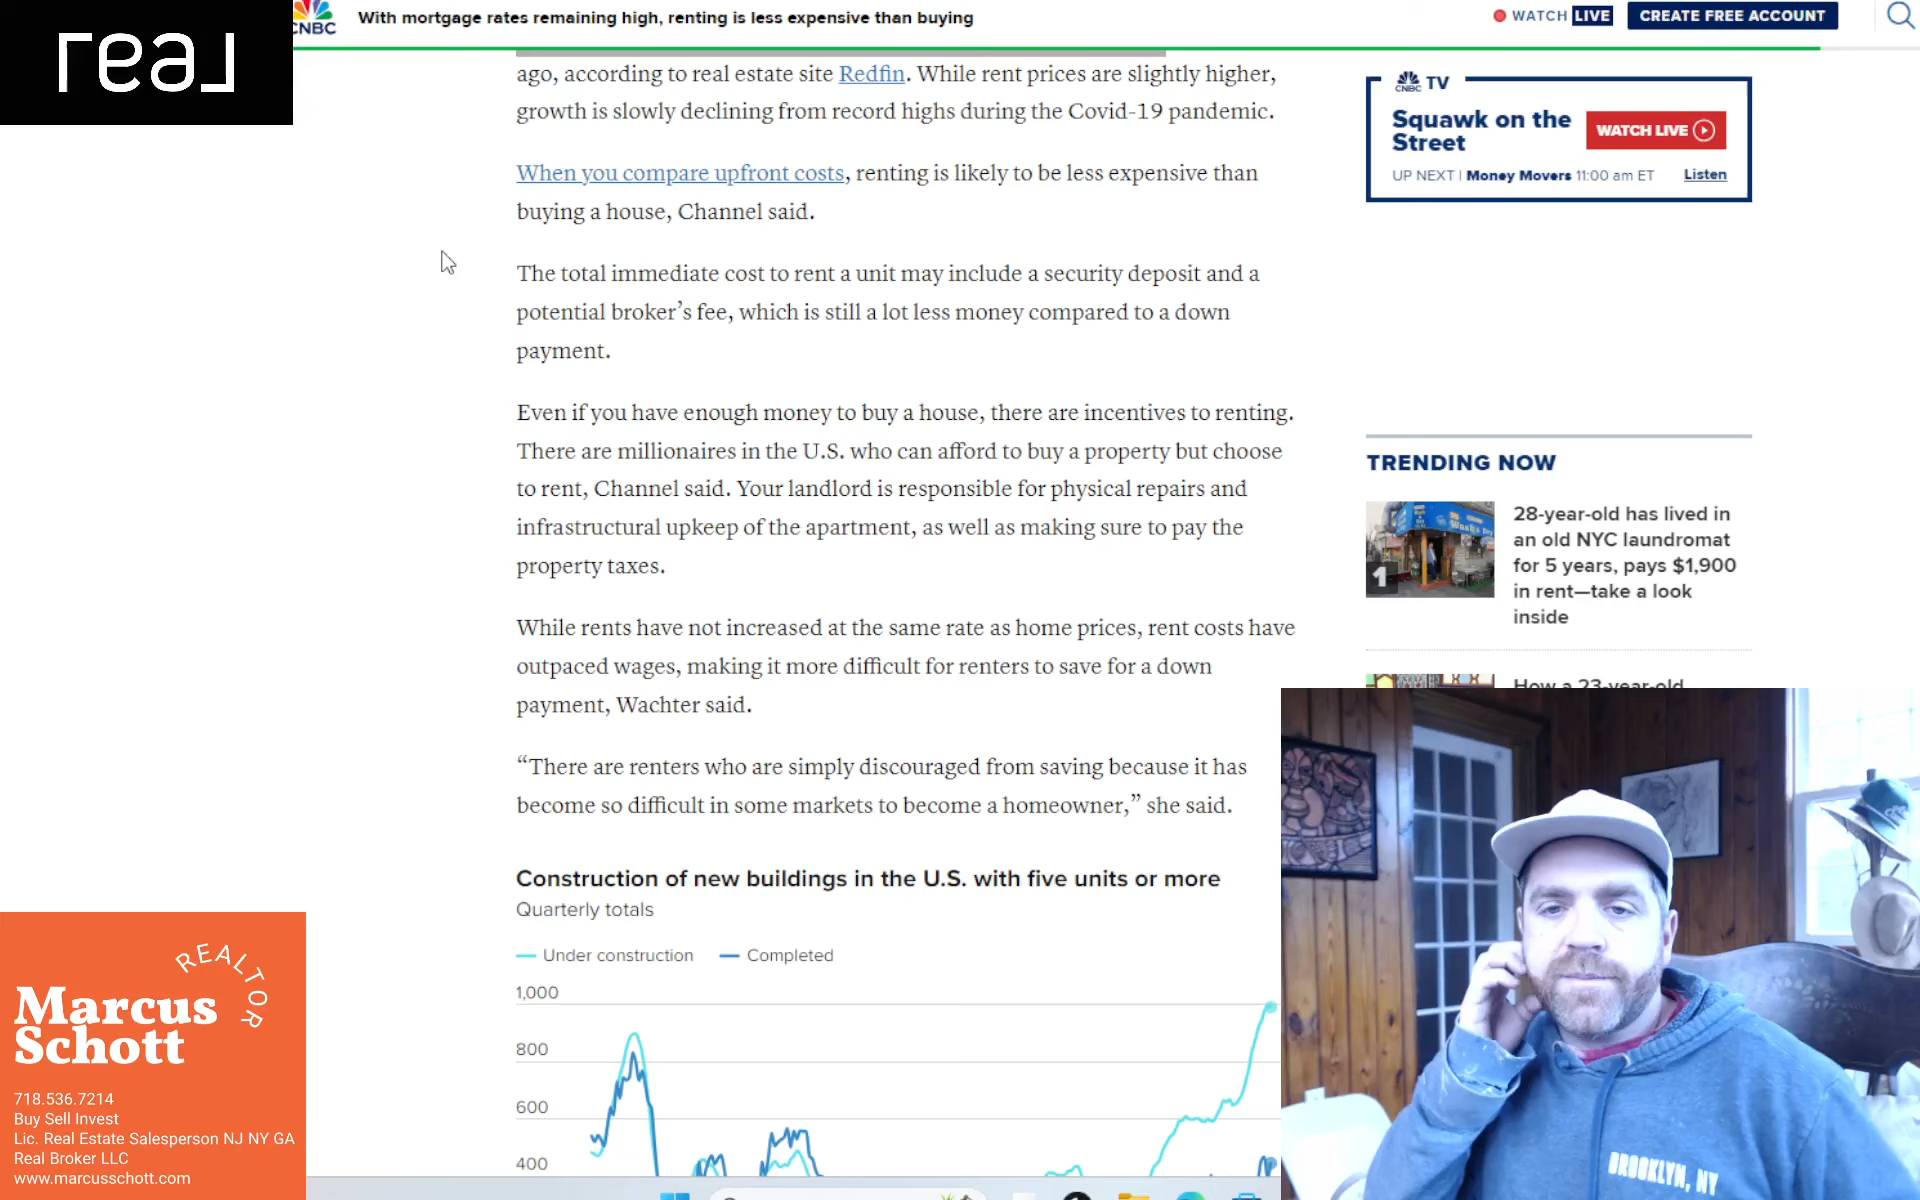 real
CNBC
With mortgage rates remaining high, renting is less expensive than buying
WATCH LIVE
CREATE FREE ACCOUNT
ago, according to real estate site Redfin. While rent prices are slightly higher,
growth is slowly declining from record highs during the Covid-19 pandemic.
When you compare upfront costs, renting is likely to be less expensive than
buying a house, Channel said.
The total immediate cost to rent a unit may include a security deposit and a
potential broker’s fee, which is still a lot less money compared to a down
payment.
Even if you have enough money to buy a house, there are incentives to renting.
There are millionaires in the U.S. who can afford to buy a property but choose
to rent, Channel said. Your landlord is responsible for physical repairs and
infrastructural upkeep of the apartment, as well as making sure to pay the
property taxes.
While rents have not increased at the same rate as home prices, rent costs have
outpaced wages, making it more difficult for renters to save for a down
payment, Wachter said.
“There are renters who are simply discouraged from saving because it has
become so difficult in some markets to become a homeowner,” she said.
Construction of new buildings in the U.S. with five units or more
Quarterly totals
Under construction
Completed
1,000
800
600
400
CNBC TV
Squawk on the
Street
WATCH LIVE
UP NEXT | Money Movers 11:00 am ET
Listen
TRENDING NOW
1
28-year-old has lived in
an old NYC laundromat
for 5 years, pays $1,900
in rent—take a look
inside
How a 23-year-old
REALTOR
Marcus
Schott
718.536.7214
Buy Sell Invest
Lic. Real Estate Salesperson NJ NY GA
Real Broker LLC
www.marcusschott.com
BROOKLYN, NY